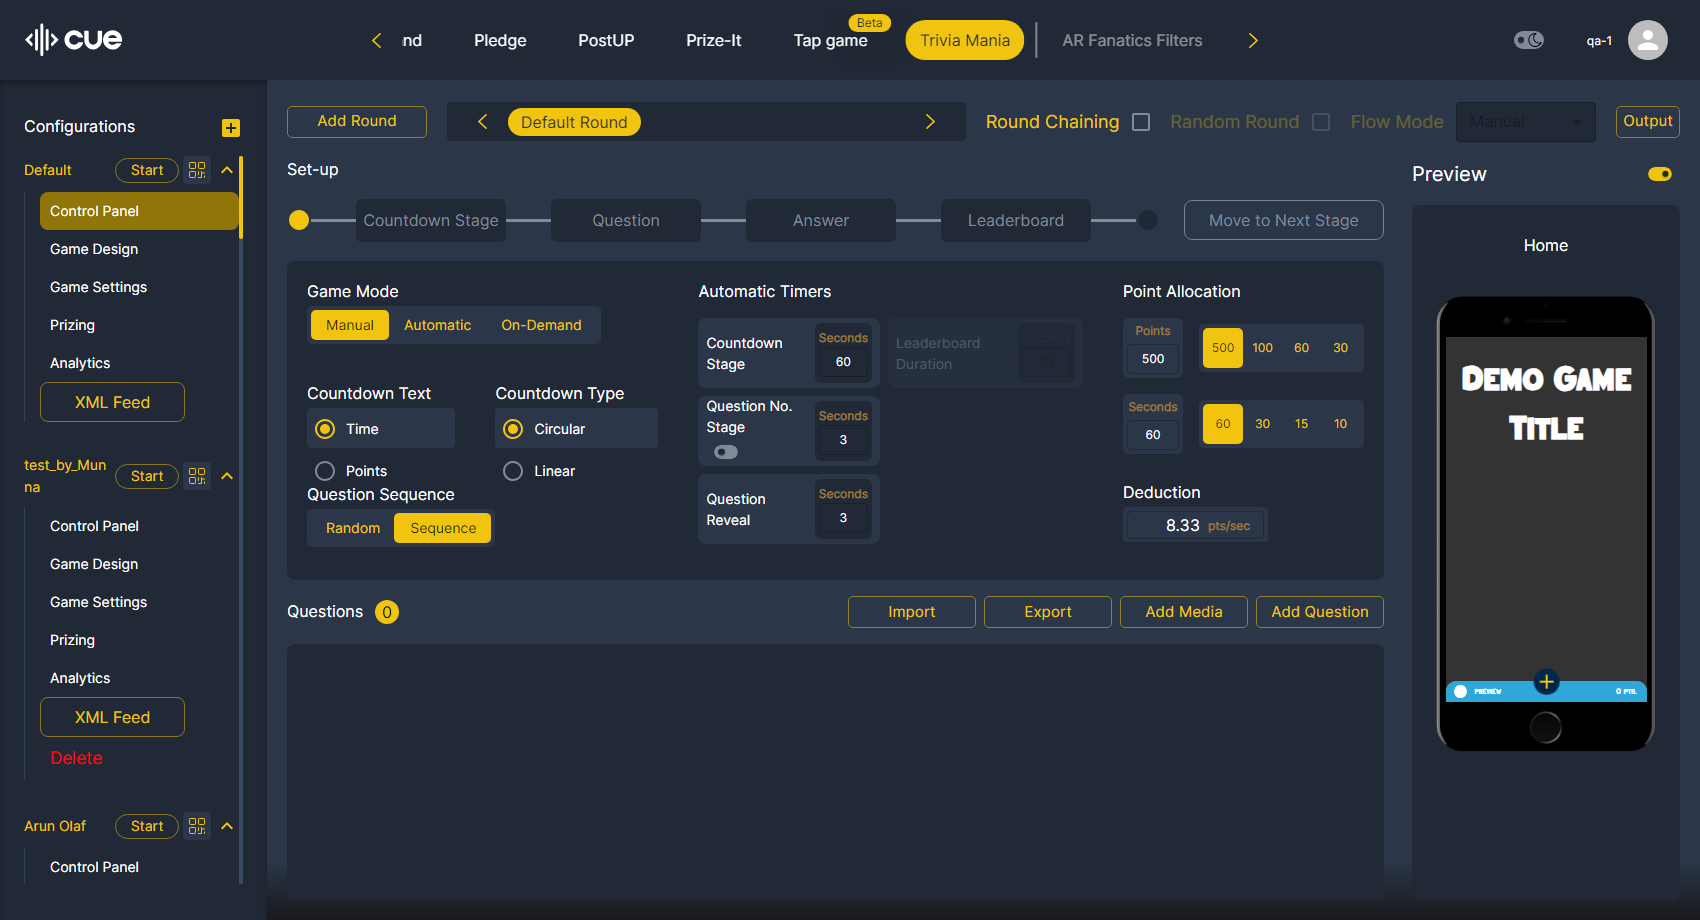 cue
nd
Pledge
PostUP
Prize-It
Tap game
Beta
Trivia Mania
AR Fanatics Filters
qa-1
Configurations
Default
Start
Control Panel
Game Design
Game Settings
Prizing
Analytics
XML Feed
test_by_Mun
na
Start
Control Panel
Game Design
Game Settings
Prizing
Analytics
XML Feed
Delete
Arun Olaf
Start
Control Panel
Add Round
Default Round
Round Chaining
Random Round
Flow Mode
Manual
Output
Set-up
Countdown Stage
Question
Answer
Leaderboard
Move to Next Stage
Game Mode
Manual
Automatic
On-Demand
Countdown Text
Time
Points
Countdown Type
Circular
Linear
Question Sequence
Random
Sequence
Automatic Timers
Countdown
Stage
Seconds
60
Leaderboard
Duration
Seconds
10
Question No.
Stage
Seconds
3
Question
Reveal
Seconds
3
Point Allocation
Points
500
500
100
60
30
Seconds
60
60
30
15
10
Deduction
8.33 pts/sec
Questions 0
Import
Export
Add Media
Add Question
Preview
Home
DEMO GAME
TITLE
PREVIEW
0 PTS.